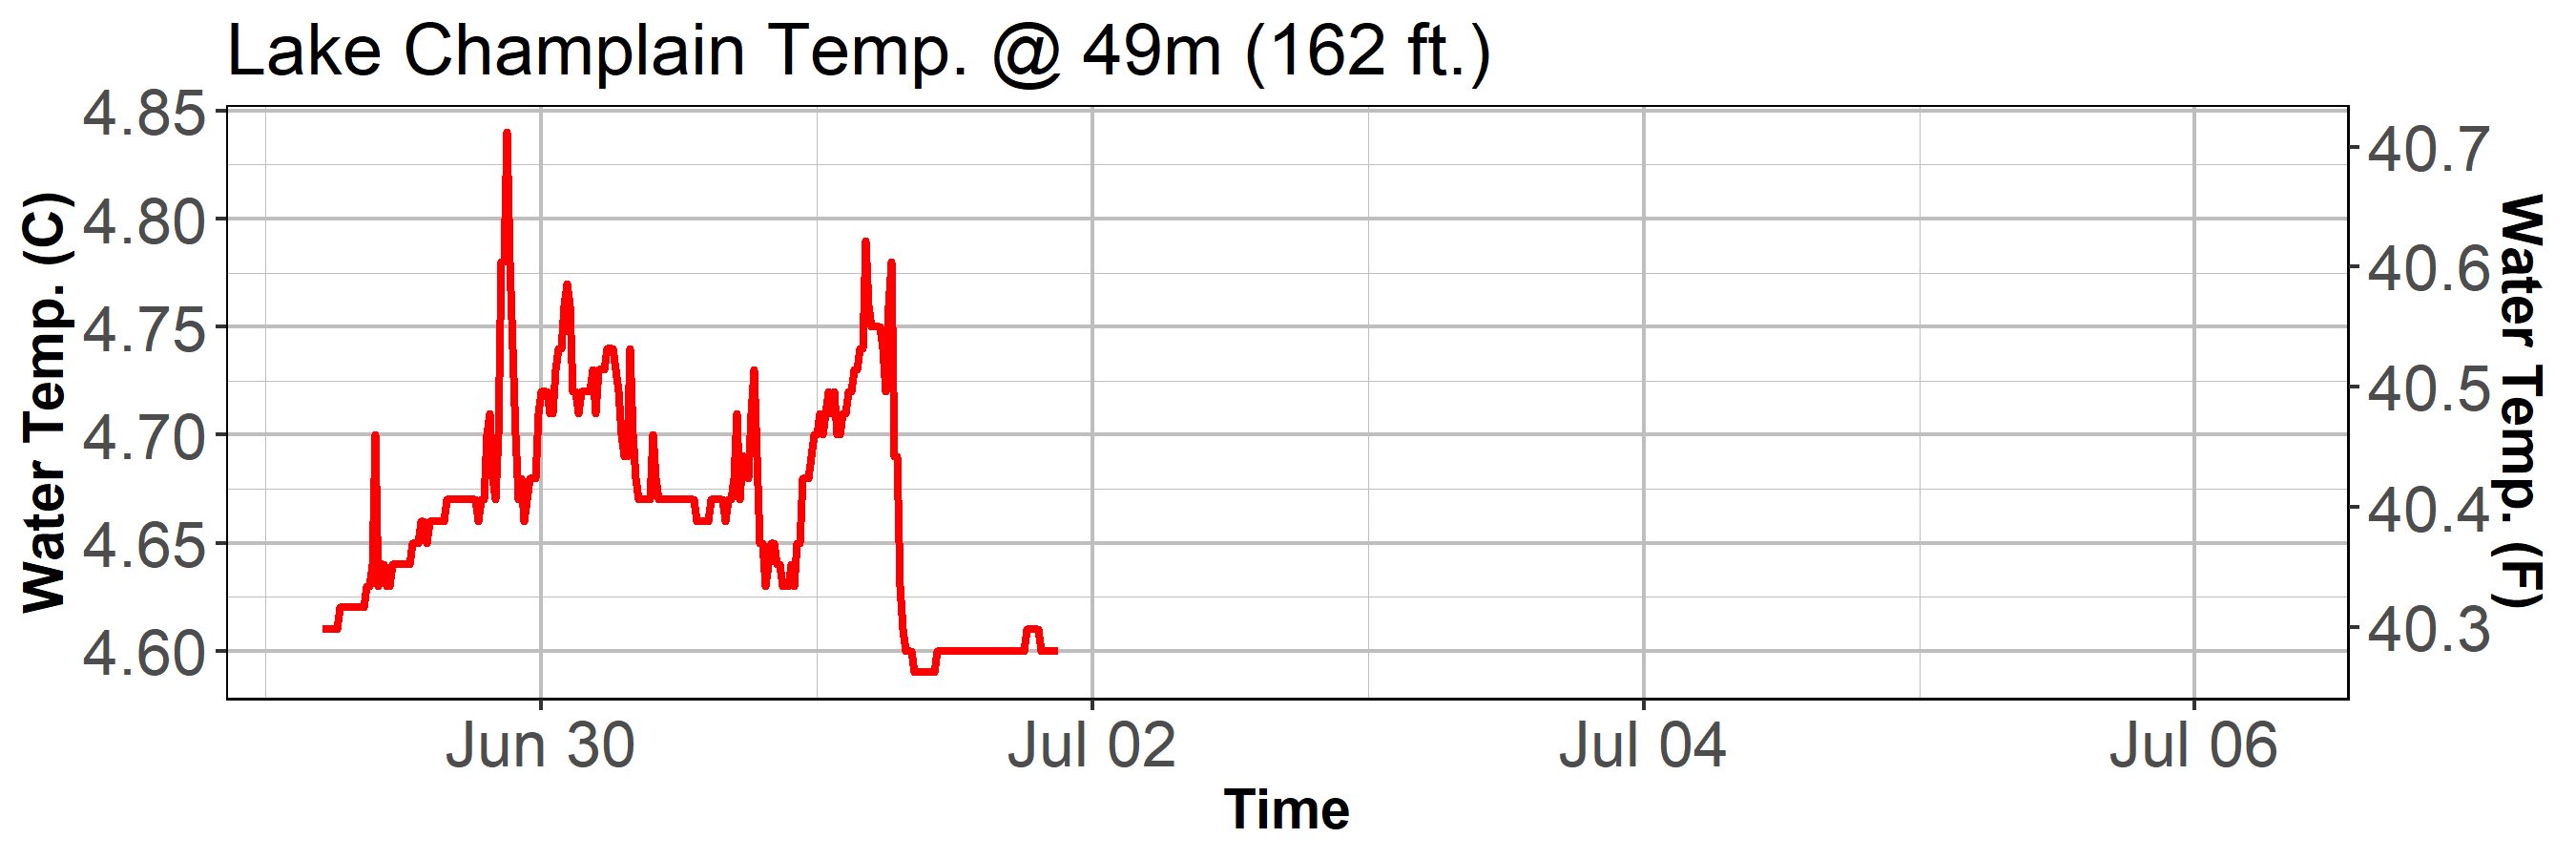 Lake Champlain Temp. @ 49m (162 ft.)
Water Temp. (C)
4.85
4.80
4.75
4.70
4.65
4.60
40.7
40.6
40.5
40.4
40.3
Water Temp. (F)
Jun 30 Jul 02 Jul 04 Jul 06
Time